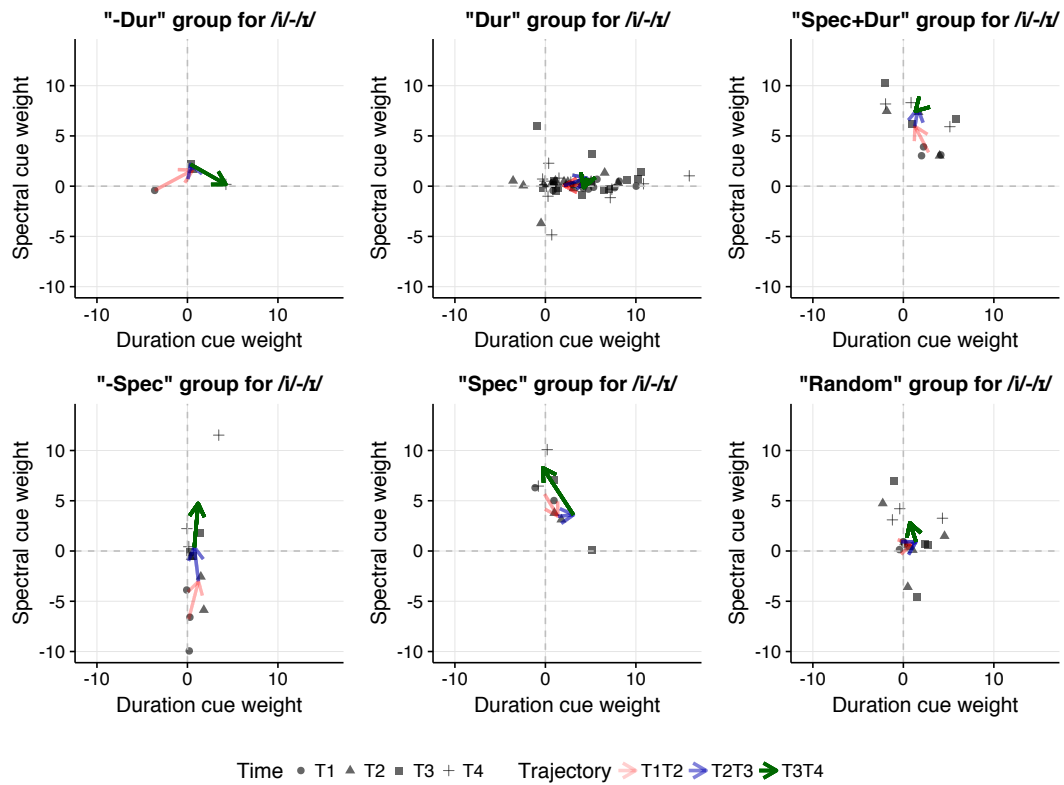 "-Dur" group for /i/-/ɪ/
"Dur" group for /i/-/ɪ/
"Spec+Dur" group for /i/-/ɪ/
10
5
0
-5
-10
Spectral cue weight
-10
0
10
Duration cue weight
10
5
0
-5
-10
Spectral cue weight
-10
0
10
Duration cue weight
10
5
0
-5
-10
Spectral cue weight
-10
0
10
Duration cue weight
"-Spec" group for /i/-/ɪ/
"Spec" group for /i/-/ɪ/
"Random" group for /i/-/ɪ/
10
5
0
-5
-10
Spectral cue weight
-10
0
10
Duration cue weight
10
5
0
-5
-10
Spectral cue weight
-10
0
10
Duration cue weight
10
5
0
-5
-10
Spectral cue weight
-10
0
10
Duration cue weight
Time T1 T2 T3 T4 Trajectory T1T2 T2T3 T3T4